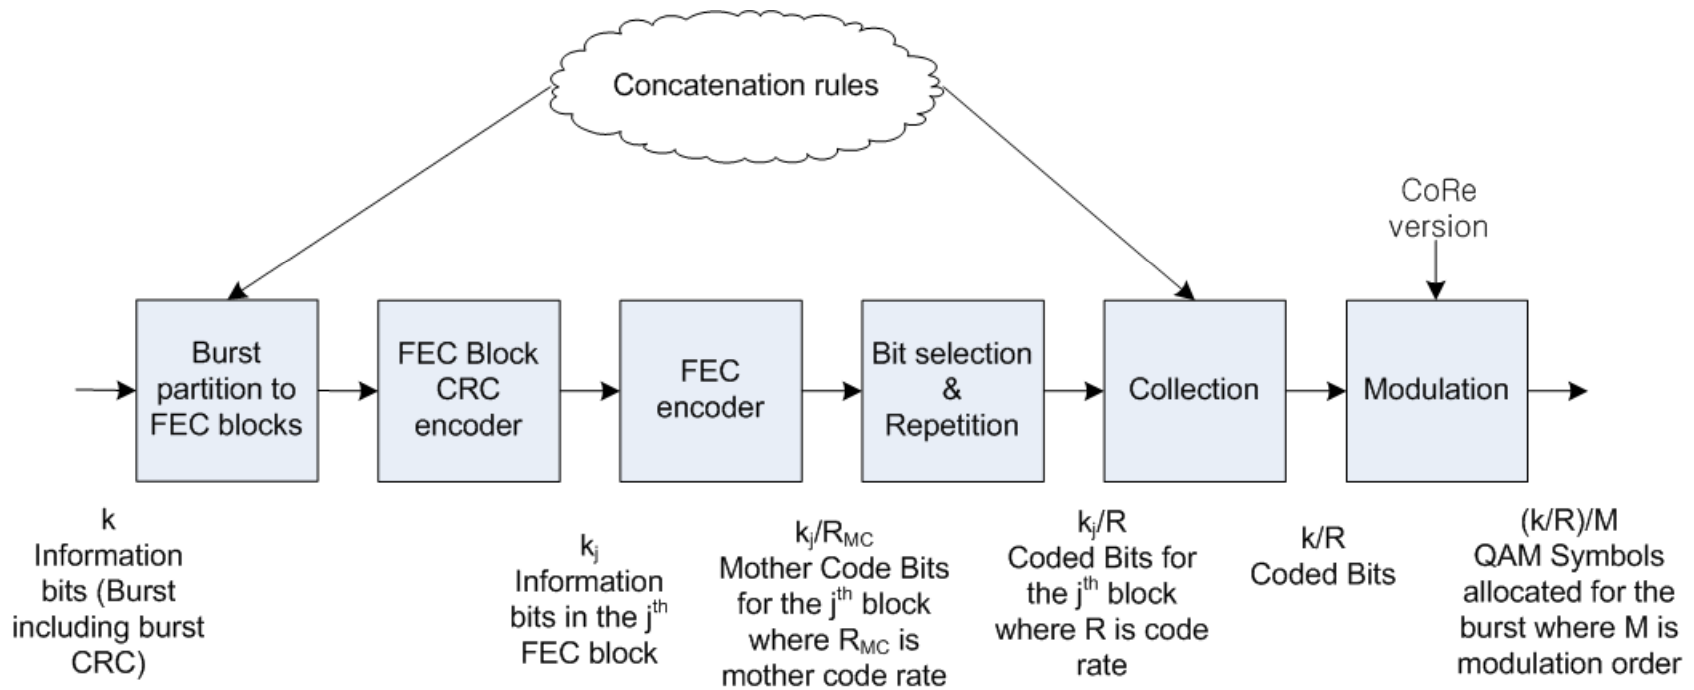 Concatenation rules
CoRe
version
Burst
partition to
FEC blocks
FEC Block
CRC
encoder
FEC
encoder
Bit selection
&
Repetition
Collection
Modulation
k
Information
bits (Burst
including burst
CRC)
kj
Information
bits in the jth
FEC block
kj/RMC
Mother Code Bits
for the jth block
where RMC is
mother code rate
kj/R
Coded Bits for
the jth block
where R is code
rate
k/R
Coded Bits
(k/R)/M
QAM Symbols
allocated for the
burst where M is
modulation order